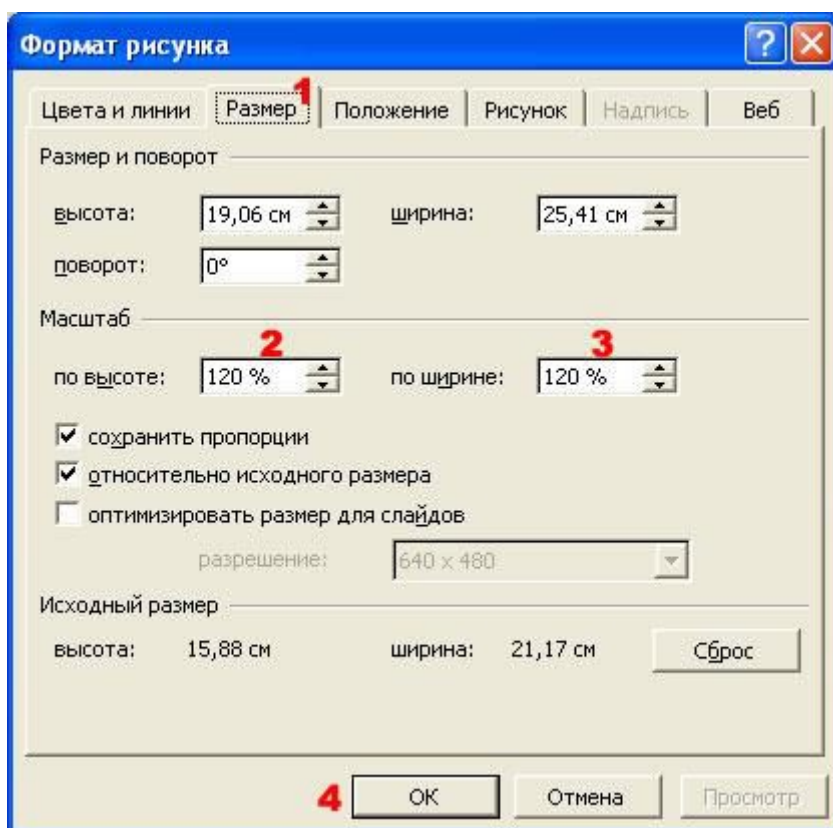 Формат рисунка
1
Цвета и линии Размер Положение Рисунок Надпись Веб
Размер и поворот
высота: 19,06 см ширина: 25,41 см
поворот: 0°
Масштаб
2 3
по высоте: 120 % по ширине: 120 %
сохранить пропорции
относительно исходного размера
оптимизировать размер для слайдов
разрешение: 640 x 480
Исходный размер
высота: 15,88 см ширина: 21,17 см Сброс
4 ОК Отмена Просмотр